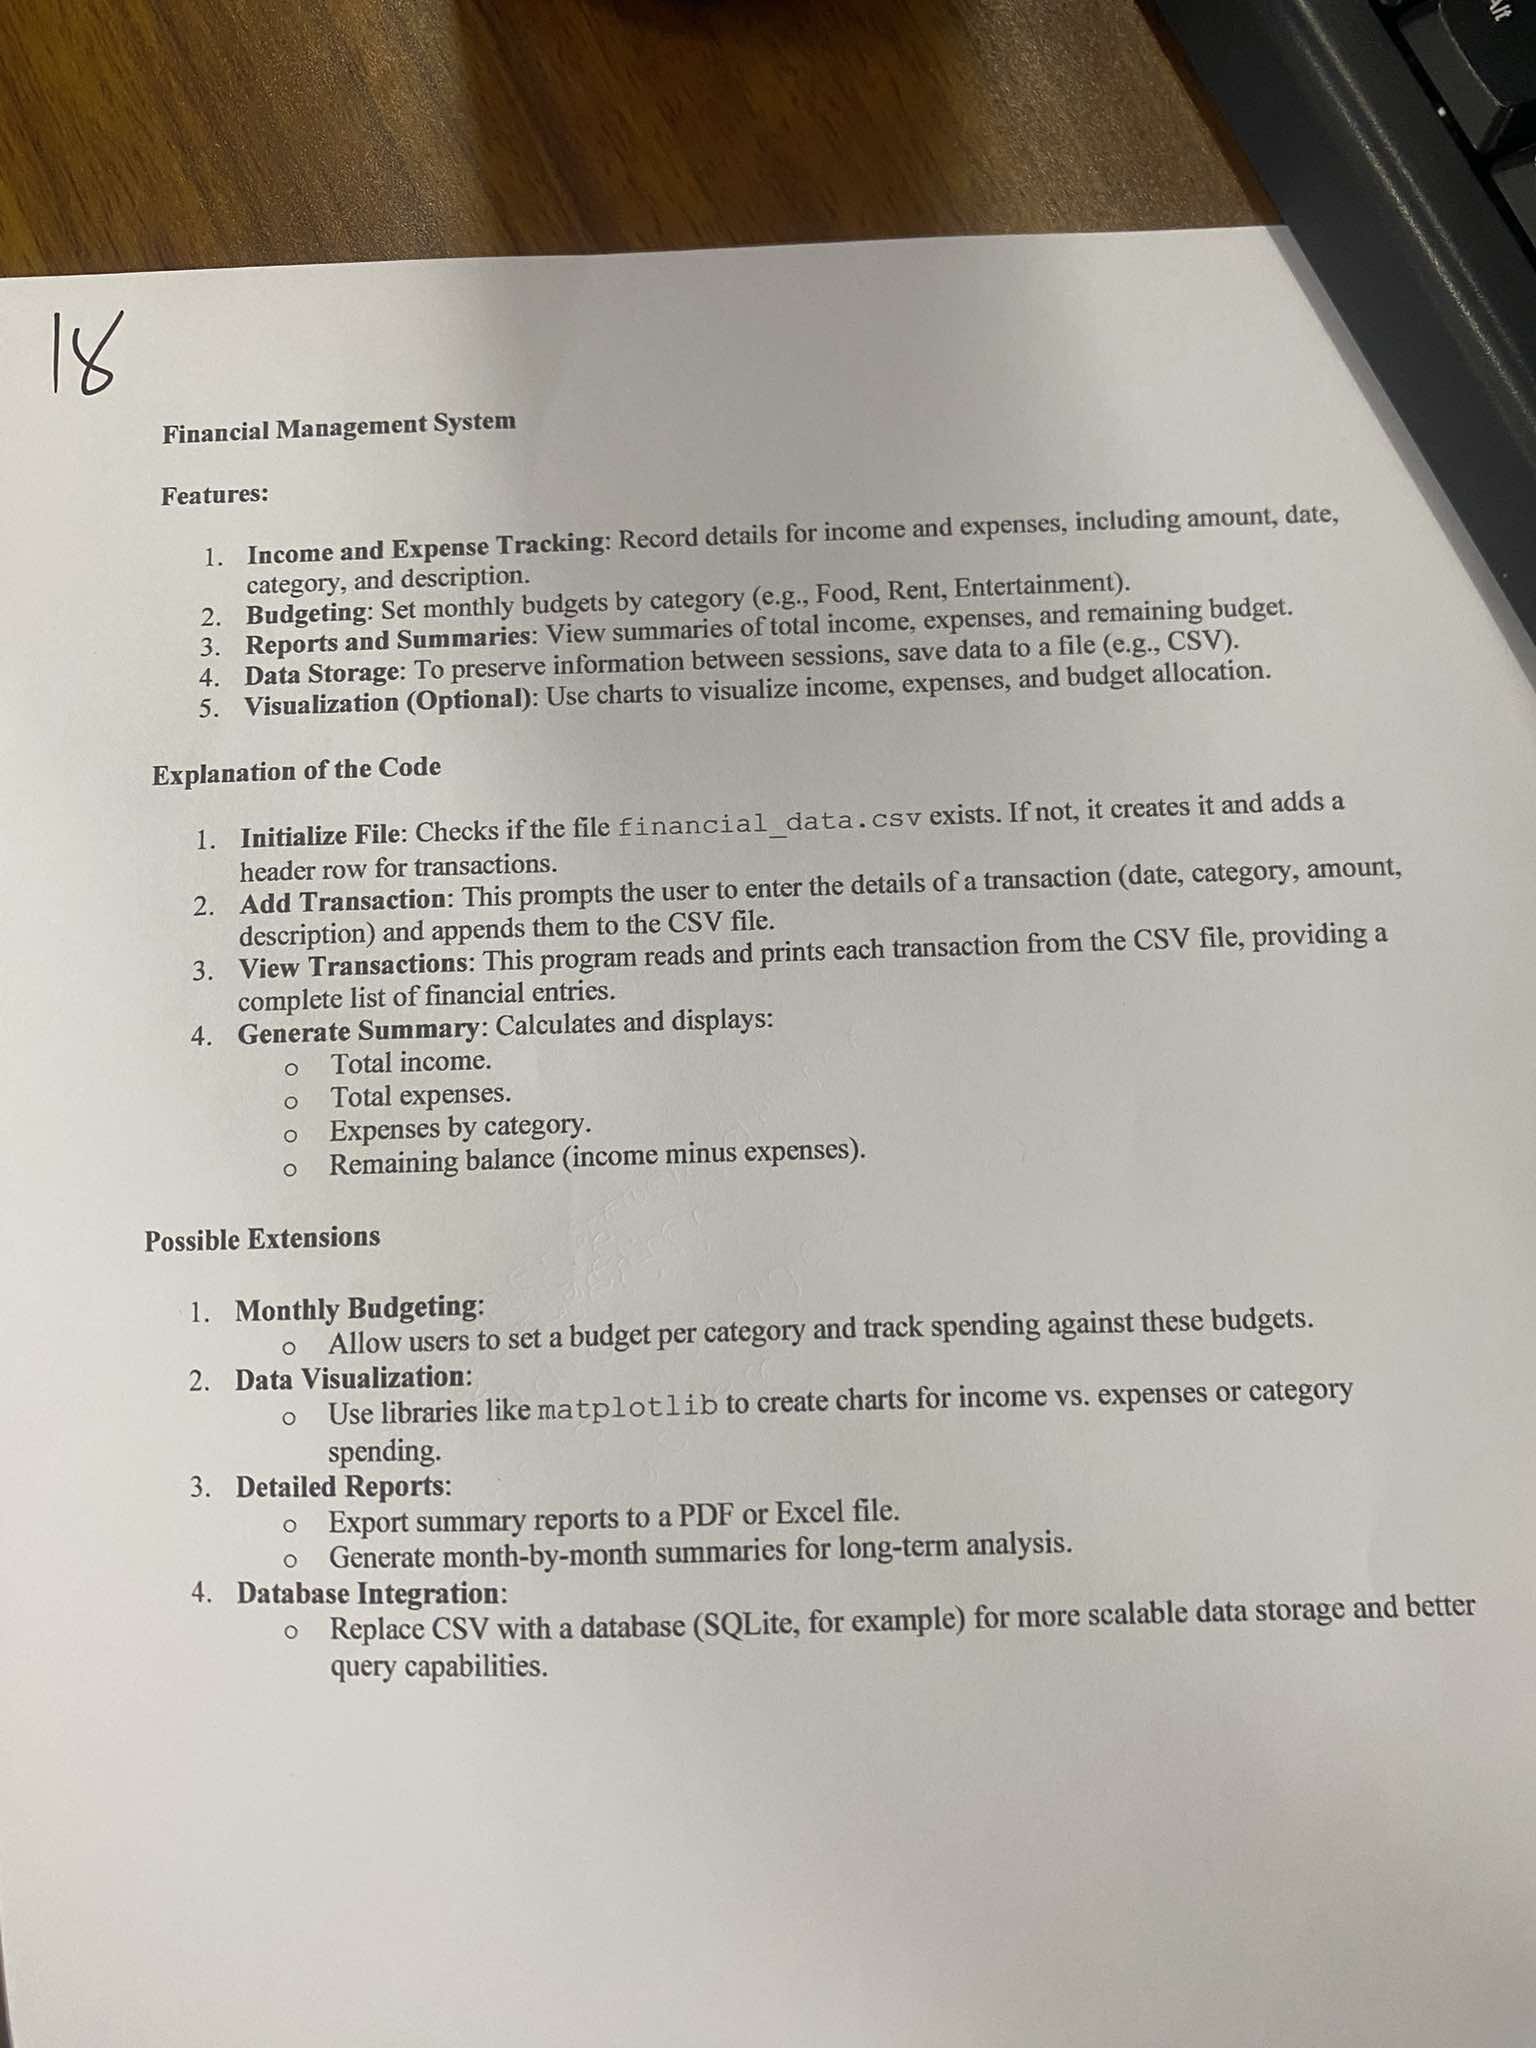 Alt
18
Financial Management System
Features:
1. Income and Expense Tracking: Record details for income and expenses, including amount, date,
category, and description.
2. Budgeting: Set monthly budgets by category (e.g., Food, Rent, Entertainment).
3. Reports and Summaries: View summaries of total income, expenses, and remaining budget.
4. Data Storage: To preserve information between sessions, save data to a file (e.g., CSV).
5. Visualization (Optional): Use charts to visualize income, expenses, and budget allocation.
Explanation of the Code
1. Initialize File: Checks if the file financial_data.csv exists. If not, it creates it and adds a
header row for transactions.
2. Add Transaction: This prompts the user to enter the details of a transaction (date, category, amount,
description) and appends them to the CSV file.
3. View Transactions: This program reads and prints each transaction from the CSV file, providing a
complete list of financial entries.
4. Generate Summary: Calculates and displays:
o Total income.
o Total expenses.
o Expenses by category.
o Remaining balance (income minus expenses).
Possible Extensions
1. Monthly Budgeting:
o Allow users to set a budget per category and track spending against these budgets.
2. Data Visualization:
o Use libraries like matplotlib to create charts for income vs. expenses or category
spending.
3. Detailed Reports:
o Export summary reports to a PDF or Excel file.
o Generate month-by-month summaries for long-term analysis.
4. Database Integration:
o Replace CSV with a database (SQLite, for example) for more scalable data storage and better
query capabilities.